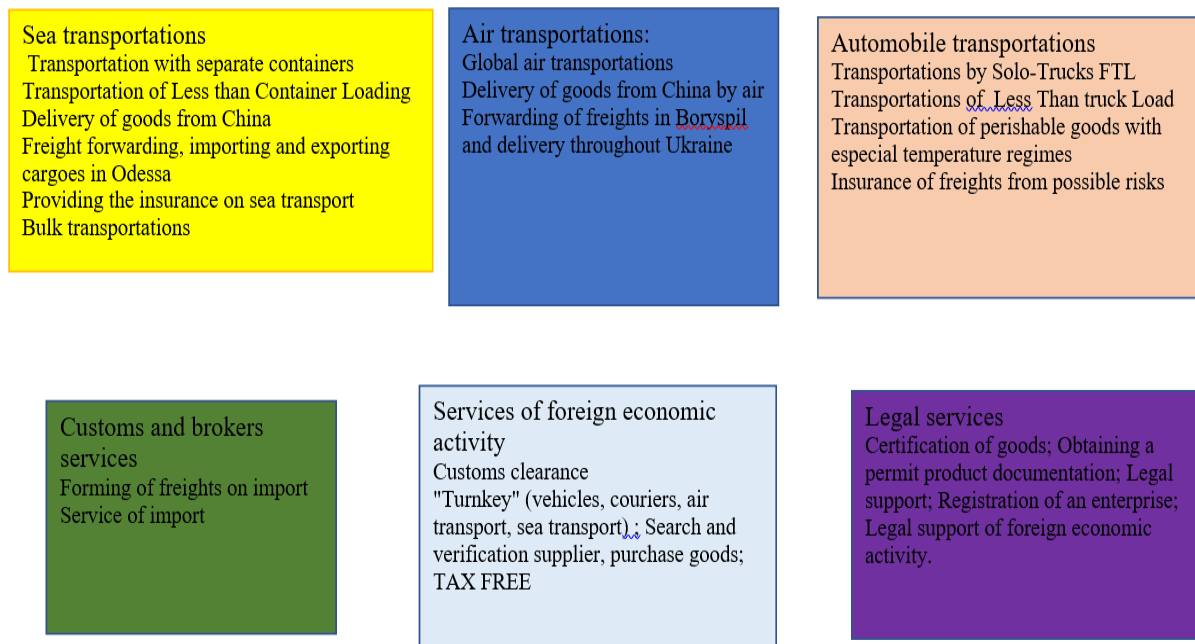 Sea transportations
Transportation with separate containers
Transportation of Less than Container Loading
Delivery of goods from China
Freight forwarding, importing and exporting
cargoes in Odessa
Providing the insurance on sea transport
Bulk transportations
Air transportations:
Global air transportations
Delivery of goods from China by air
Forwarding of freights in Boryspil
and delivery throughout Ukraine
Automobile transportations
Transportations by Solo-Trucks FTL
Transportations of  Less Than truck Load
Transportation of perishable goods with
especial temperature regimes
Insurance of freights from possible risks
Customs and brokers
services
Forming of freights on import
Service of import
Services of foreign economic
activity
Customs clearance
"Turnkey" (vehicles, couriers, air
transport, sea transport) ; Search and
verification supplier, purchase goods;
TAX FREE
Legal services
Certification of goods; Obtaining a
permit product documentation; Legal
support; Registration of an enterprise;
Legal support of foreign economic
activity.